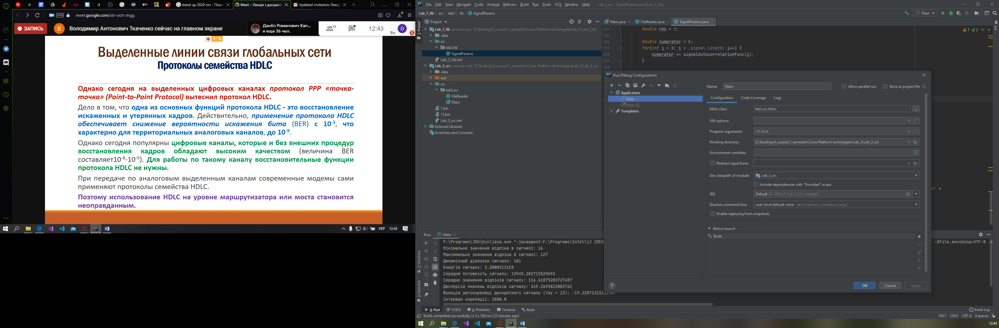 stand up 2020 тнт - Поис
Meet – Лекція з дисципл
Updated invitation: Лекці
VPN
meet.google.com/xtr-ocrt-mgg
ЗАПИСЬ
В
Володимир Антонович Ткаченко сейчас на главном экране
Даніїл Романович Кап...
и еще 36 чел.
39
12:43
Вы
О
Выделенные линии связи глобальных сети
Протоколы семейства HDLC
Однако сегодня на выделенных цифровых каналах протокол PPP «точка-
точка» (Point-to-Point Protocol) вытеснил протокол HDLC.
Дело в том, что одна из основных функций протокола HDLC - это восстановление
искаженных и утерянных кадров. Действительно, применение протокола HDLC
обеспечивает снижение вероятности искажения бита (BER) с 10-3, что
характерно для территориальных аналоговых каналов, до 10-9.
Однако сегодня популярны цифровые каналы, которые и без внешних процедур
восстановления кадров обладают высоким качеством (величина BER
составляет10-8-10-9). Для работы по такому каналу восстановительные функции
протокола HDLC не нужны.
При передаче по аналоговым выделенным каналам современные модемы сами
применяют протоколы семейства HDLC.
Поэтому использование HDLC на уровне маршрутизатора или моста становится
неоправданным.
УКР
12:43
File Edit View Navigate Code Analyze Refactor Build Run Tools VCS Window Help
Lab_3_src - SignalParams.java [Lab_3_Lib]
Lab_3_lib src lab3 lib SignalParams
Main
Project
Main.java
FileReader.java
SignalParams.java
1: Project
Lab_3_lib sources root, E:\Studing\4_course\1_semester\Cross Platform techologies\Lab_3\Lab_3_lib
.idea
src
lab3.lib
SignalParams
Lab_3_Lib.iml
Lab_3_src sources root, E:\Studing\4_course\1_semester\Cross Platform techologies\Lab_3\Lab_3_src
.idea
out
src
lab3.src
FileReader
Main
1.bin
13.bin
Lab_3_src.iml
External Libraries
Scratches and Consoles
154 double res = 0;
155
156 double numerator = 0;
157 for(int i = 0; i < _signal.length; i++) {
158 numerator += signalAutocorrelationFunc(i);
159 }
160
7 2
Ant
n" +
Run/Debug Configurations
Application
Main
Main (1)
Templates
Name: Main
Allow parallel run
Store as project file
Configuration Code Coverage Logs
Main class: lab3.src.Main
VM options:
Program arguments: 13.bin
Working directory: E:\Studing\4_course\1_semester\Cross Platform techologies\Lab_3\Lab_3_src
Environment variables:
Redirect input from:
Use classpath of module: Lab_3_src
Include dependencies with "Provided" scope
JRE: Default (9 - SDK of 'Lab_3_src' module)
Shorten command line: user-local default: none - java [options] className [args]
Enable capturing form snapshots
Before launch
Build
OK Cancel Apply
Run: Main
F:\Programs\JDK\bin\java.exe "-javaagent:F:\Programs\IntelliJ IDEA
-Dfile.encoding=UTF-8 -c
Мінімальне значення відліка в сигналі: 26
Максимальне значення відліка в сигналі: 127
Динамічний діапазон сигналу: 101
Енергія сигналу: 3.38003131E8
Середня потужність сигналу: 13949.202715529693
Середнє значення відліків сигналу: 116.61875283727457
Дисперсія значень відліків сигналу: 349.2692022083762
Функція автокореляції дискретного сигналу (тау = 13):
Інтервал кореляції: 2880.0
7: Structure
2: Favorites
4: Run TODO 6: Problems Terminal Build
Event Log
Build completed successfully in 5 s 100 ms (12 minutes ago)
165:1 CRLF UTF-8 4 spaces
12:43